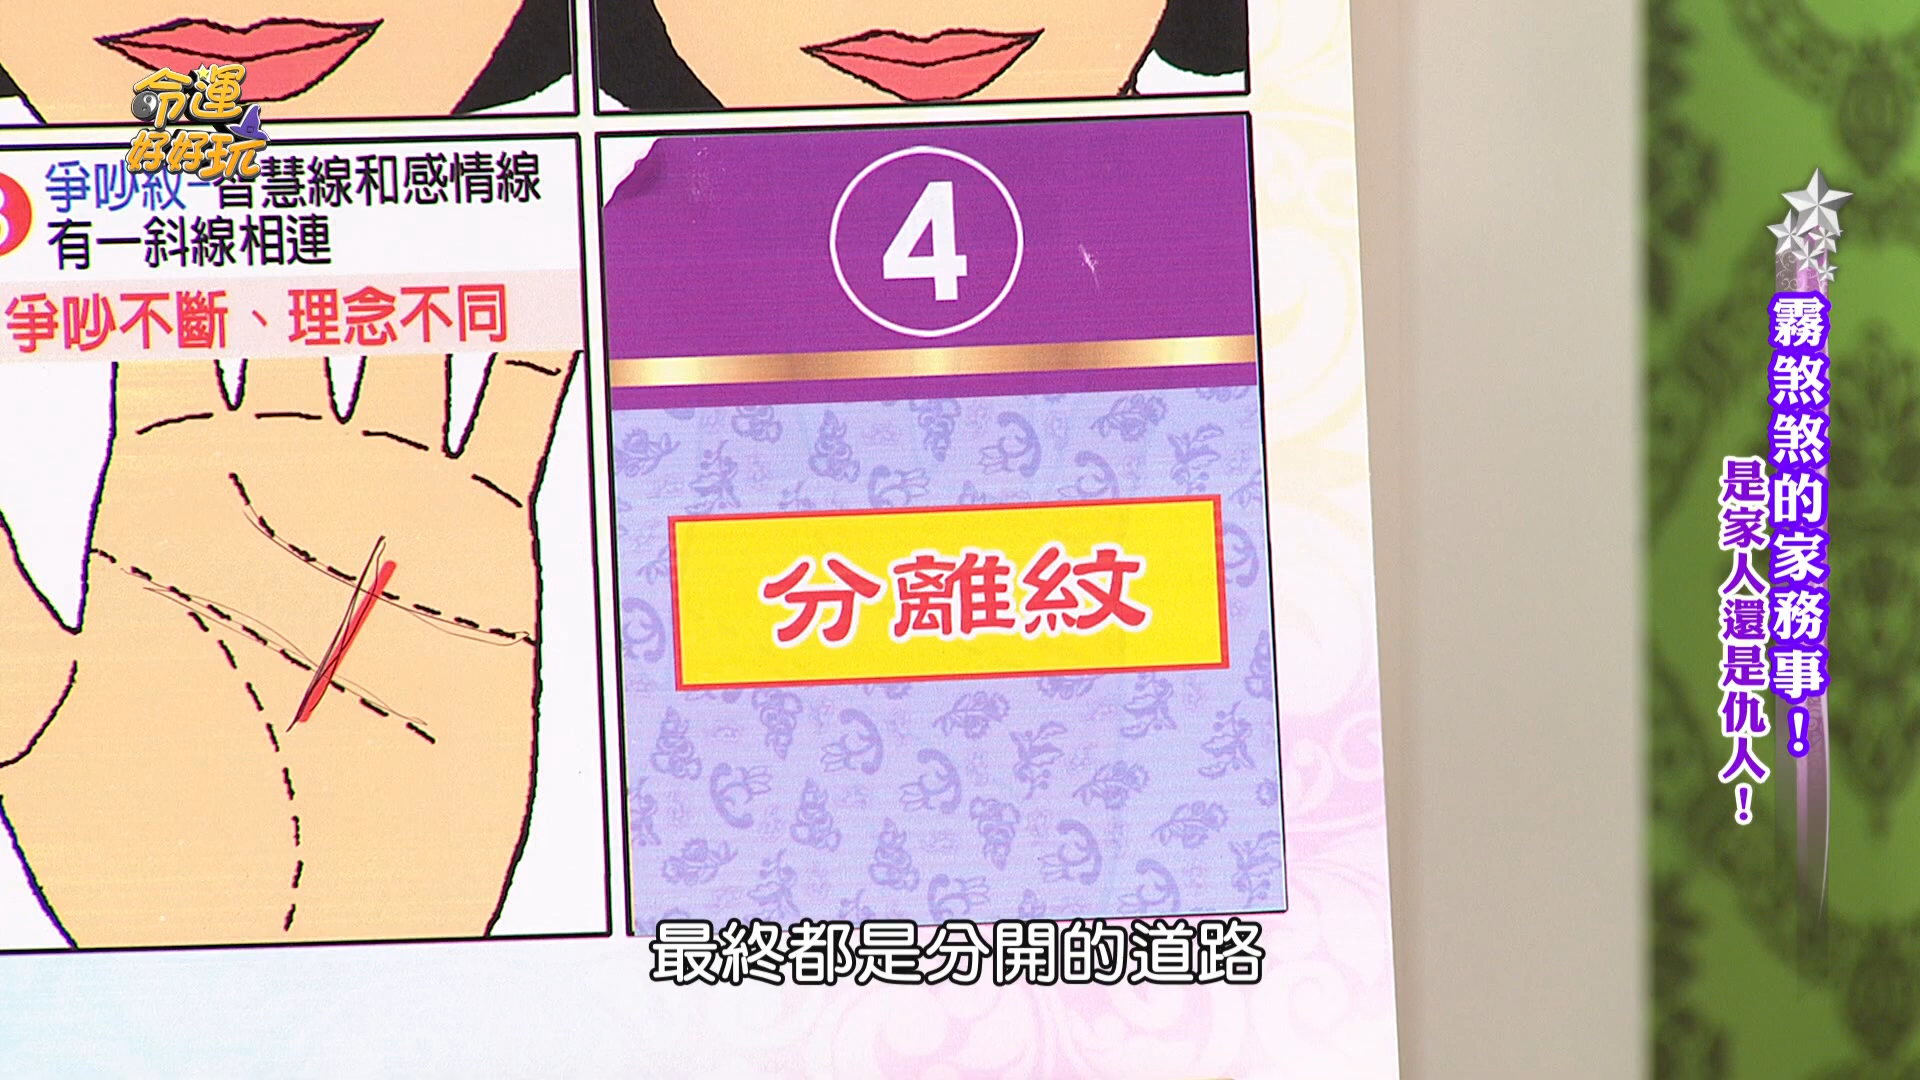 命運
好好玩
3
爭吵紋-智慧線和感情線
有一斜線相連
爭吵不斷、理念不同
4
分離紋
霧煞煞的家務事!
是家人還是仇人!
最終都是分開的道路